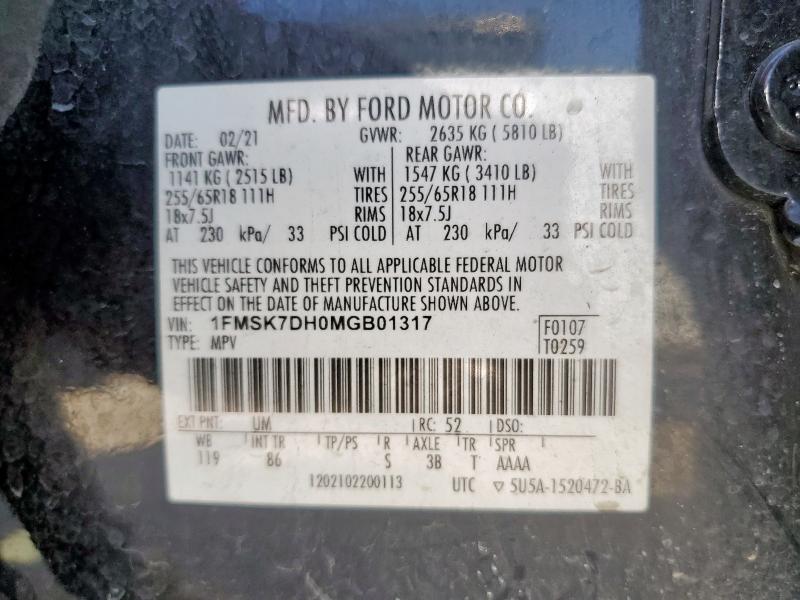 MFD. BY FORD MOTOR CO.
DATE: 02/21 GVWR: 2635 KG ( 5810 LB)
FRONT GAWR: REAR GAWR:
1141 KG ( 2515 LB) WITH 1547 KG ( 3410 LB) WITH
255/65R18 111H TIRES 255/65R18 111H TIRES
18x7.5J RIMS 18x7.5J RIMS
AT 230 kPa/ 33 PSI COLD AT 230 kPa/ 33 PSI COLD
THIS VEHICLE CONFORMS TO ALL APPLICABLE FEDERAL MOTOR
VEHICLE SAFETY AND THEFT PREVENTION STANDARDS IN
EFFECT ON THE DATE OF MANUFACTURE SHOWN ABOVE.
VIN: 1FMSK7DH0MGB01317 F0107
TYPE: MPV T0259
EXT PNT: UM RC: 52 DSO:
WB INT TR TP/PS R AXLE TR SPR
119 86 S 3B T AAAA
1202102200113 UTC ▽ 5U5A-1520472-BA